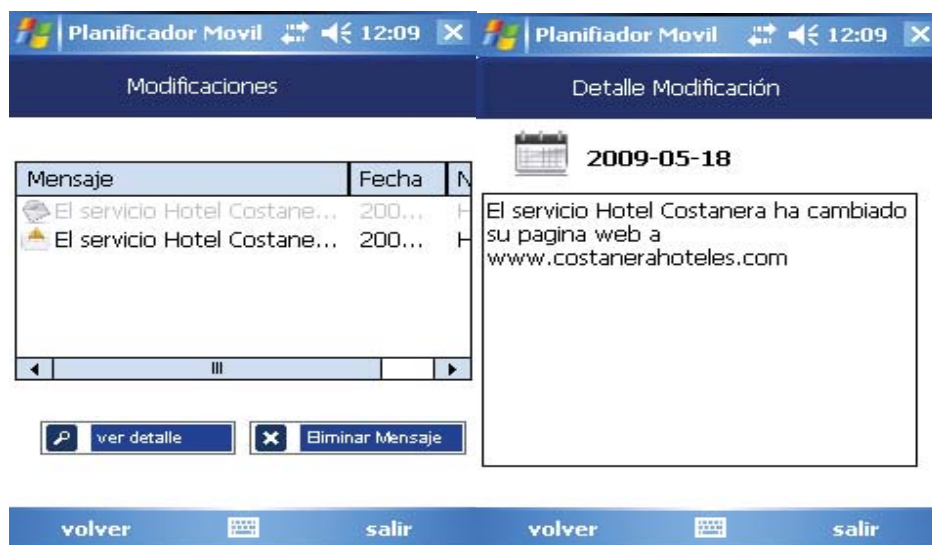 Planificador Movil 12:09
Modificaciones
Mensaje Fecha N
El servicio Hotel Costane... 200... H
El servicio Hotel Costane... 200... H
ver detalle Eliminar Mensaje
volver salir
Planifiador Movil 12:09
Detalle Modificación
2009-05-18
El servicio Hotel Costanera ha cambiado
su pagina web a
www.costanerahoteles.com
volver salir